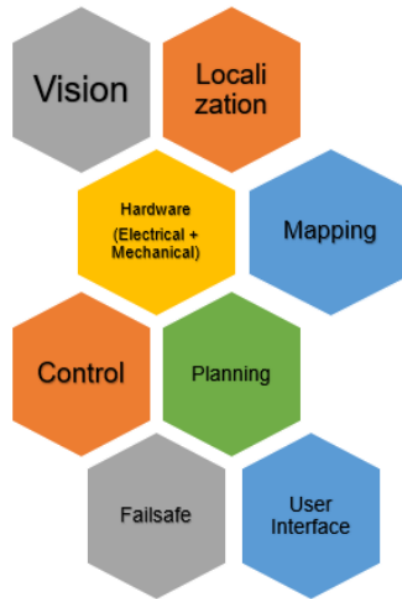 Vision
Locali
zation
Hardware
(Electrical +
Mechanical)
Mapping
Control
Planning
Failsafe
User
Interface